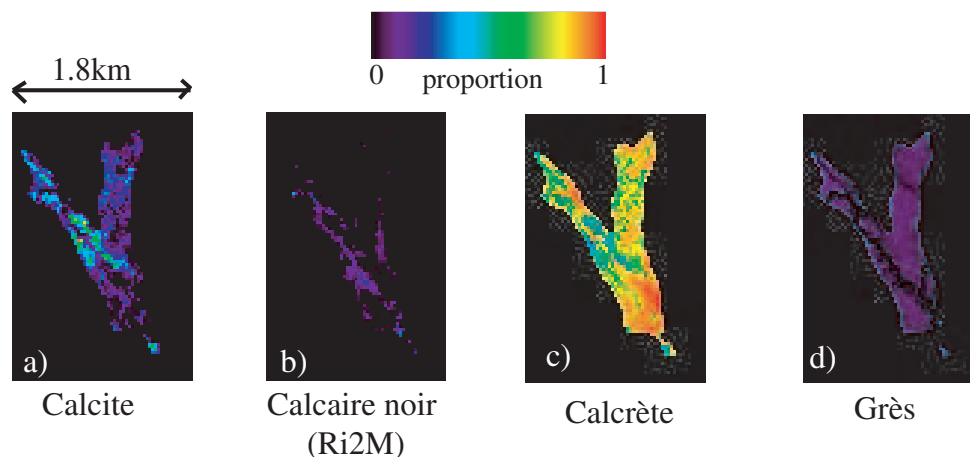 0 1
proportion
1.8km
a) b) c) d)
Calcite
Calcaire noir
(Ri2M)
Calcrète
Grès